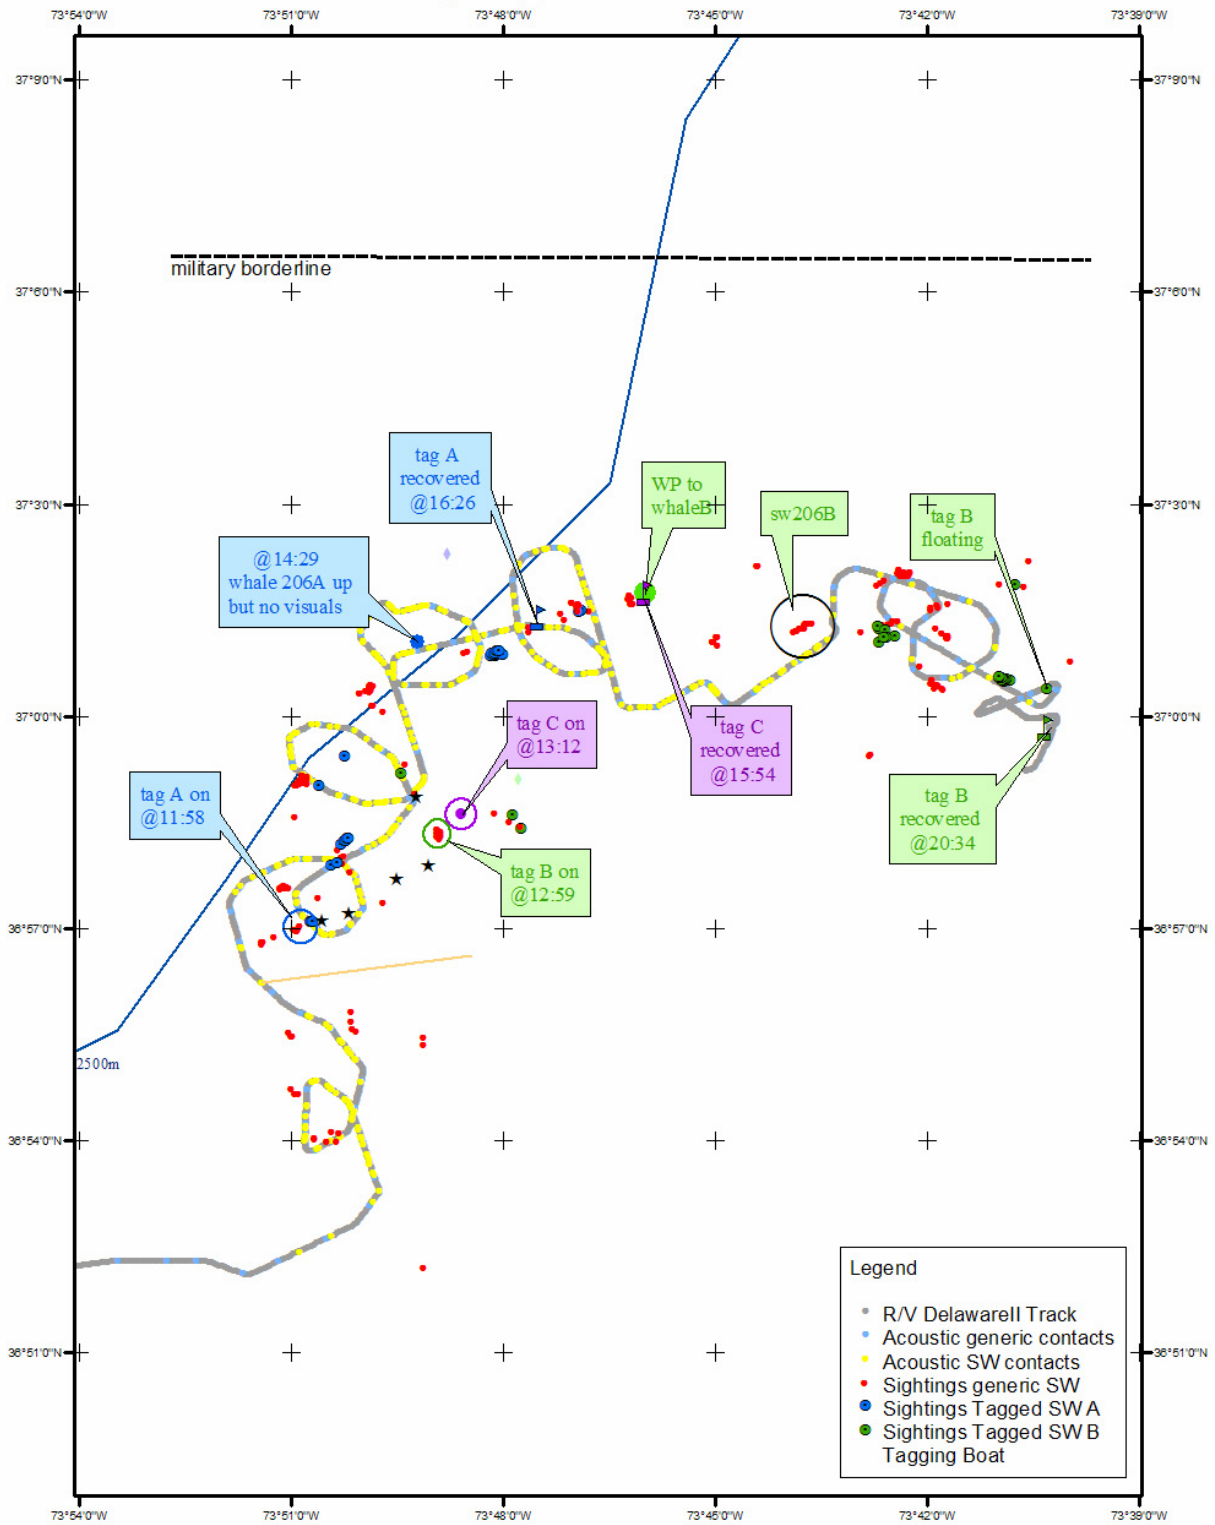 73°54'0"W 73°51'0"W 73°48'0"W 73°45'0"W 73°42'0"W 73°39'0"W
37°9'0"N 37°9'0"N
military borderline
37°6'0"N 37°6'0"N
tag A
recovered
@16:26
WP to
whaleB
37°3'0"N 37°3'0"N
sw206B
tag B
floating
@14:29
whale 206A up
but no visuals
37°0'0"N 37°0'0"N
tag C on
@13:12
tag C
recovered
@15:54
tag A on
@11:58
tag B
recovered
@20:34
tag B on
@12:59
36°57'0"N 36°57'0"N
2500m
36°54'0"N 36°54'0"N
Legend
R/V DelawareII Track
Acoustic generic contacts
Acoustic SW contacts
36°51'0"N 36°51'0"N
Sightings generic SW
Sightings Tagged SW A
Sightings Tagged SW B
Tagging Boat
73°54'0"W 73°51'0"W 73°48'0"W 73°45'0"W 73°42'0"W 73°39'0"W